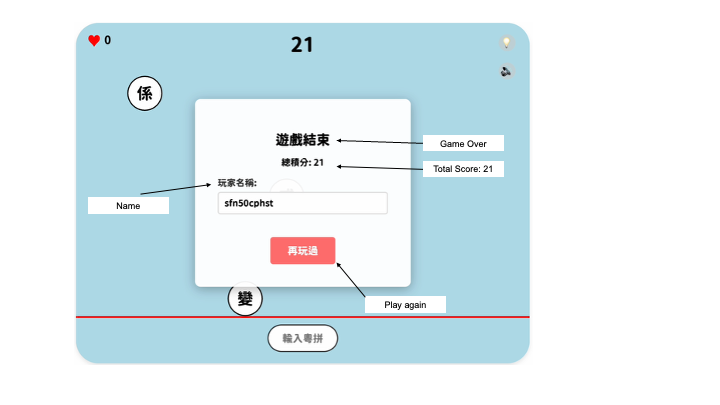 0
21
係
遊戲結束
Game Over
總積分: 21
Total Score: 21
玩家名稱:
Name
sfn50cphst
再玩過
Play again
變
輸入粵拼